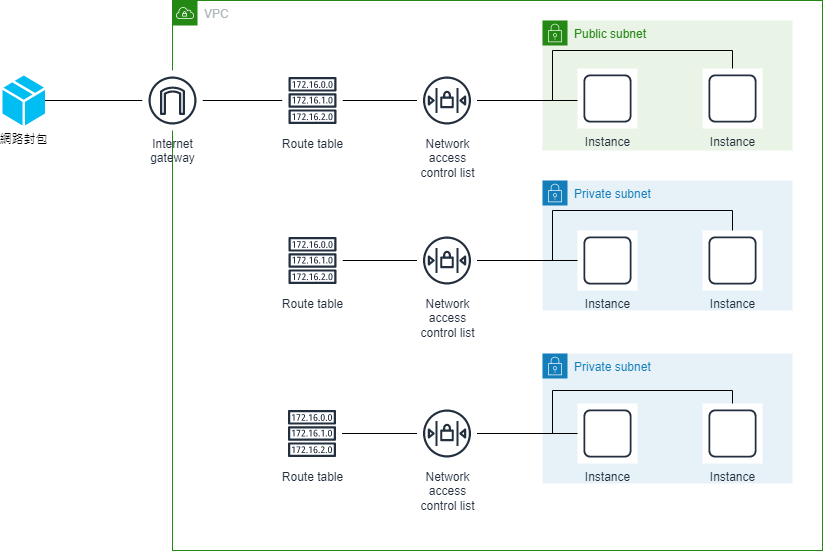 VPC
Public subnet
172.16.0.0
172.16.1.0
172.16.2.0
網路封包
Internet
gateway
Route table
Network
access
control list
Instance
Instance
Private subnet
172.16.0.0
172.16.1.0
172.16.2.0
Route table
Network
access
control list
Instance
Instance
Private subnet
172.16.0.0
172.16.1.0
172.16.2.0
Route table
Network
access
control list
Instance
Instance